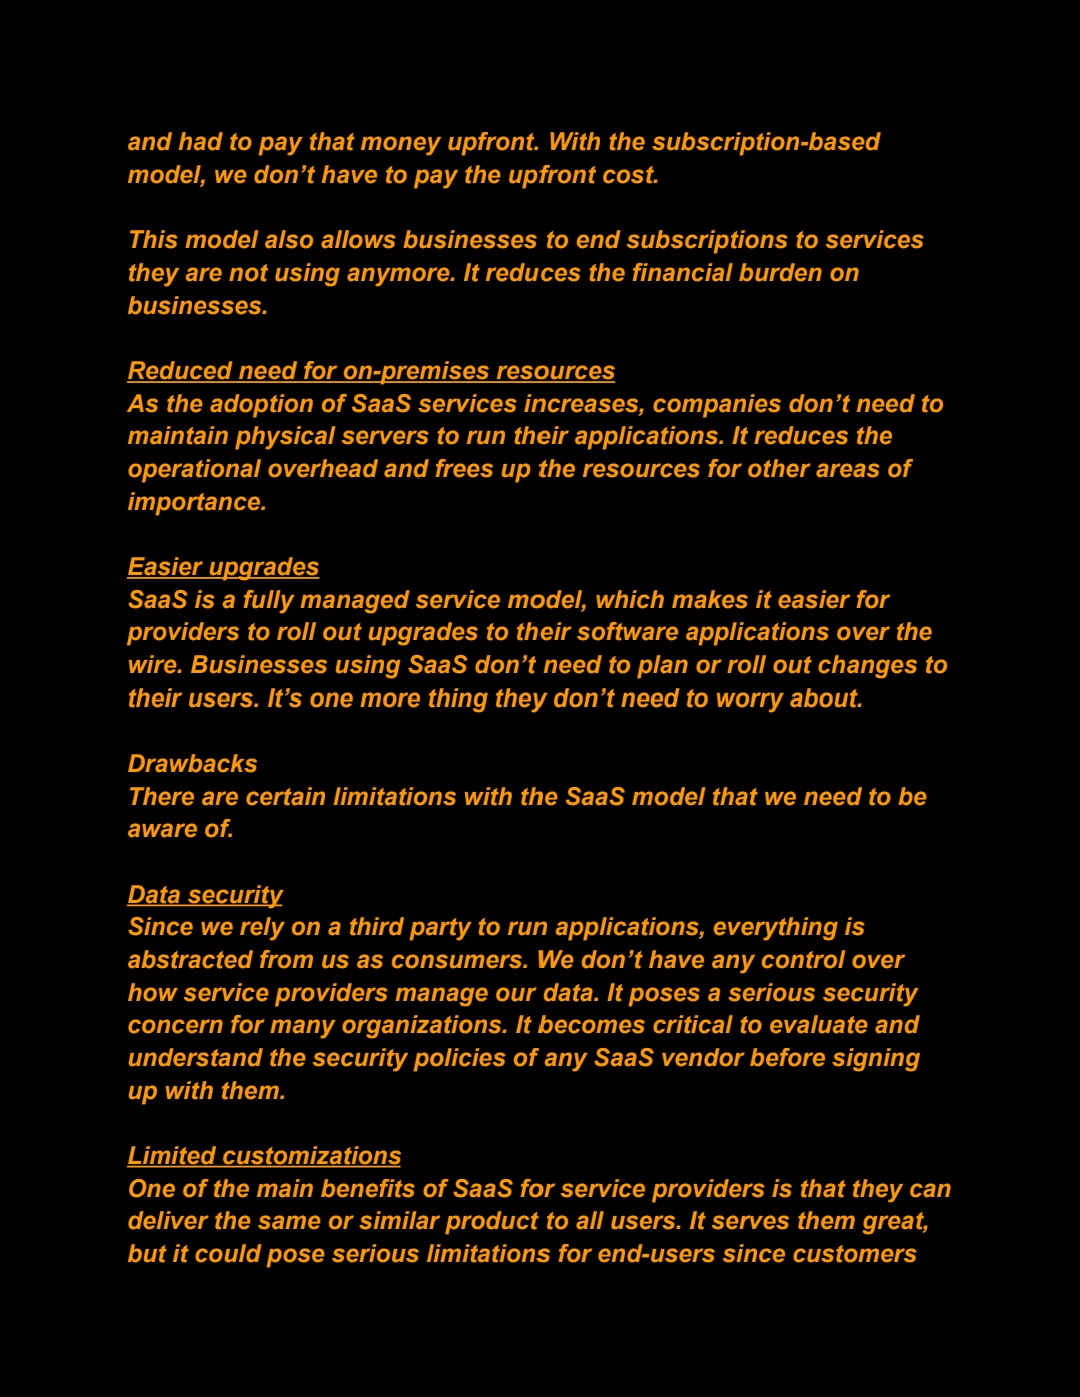 and had to pay that money upfront. With the subscription-based
model, we don’t have to pay the upfront cost.
This model also allows businesses to end subscriptions to services
they are not using anymore. It reduces the financial burden on
businesses.
Reduced need for on-premises resources
As the adoption of SaaS services increases, companies don’t need to
maintain physical servers to run their applications. It reduces the
operational overhead and frees up the resources for other areas of
importance.
Easier upgrades
SaaS is a fully managed service model, which makes it easier for
providers to roll out upgrades to their software applications over the
wire. Businesses using SaaS don’t need to plan or roll out changes to
their users. It’s one more thing they don’t need to worry about.
Drawbacks
There are certain limitations with the SaaS model that we need to be
aware of.
Data security
Since we rely on a third party to run applications, everything is
abstracted from us as consumers. We don’t have any control over
how service providers manage our data. It poses a serious security
concern for many organizations. It becomes critical to evaluate and
understand the security policies of any SaaS vendor before signing
up with them.
Limited customizations
One of the main benefits of SaaS for service providers is that they can
deliver the same or similar product to all users. It serves them great,
but it could pose serious limitations for end-users since customers